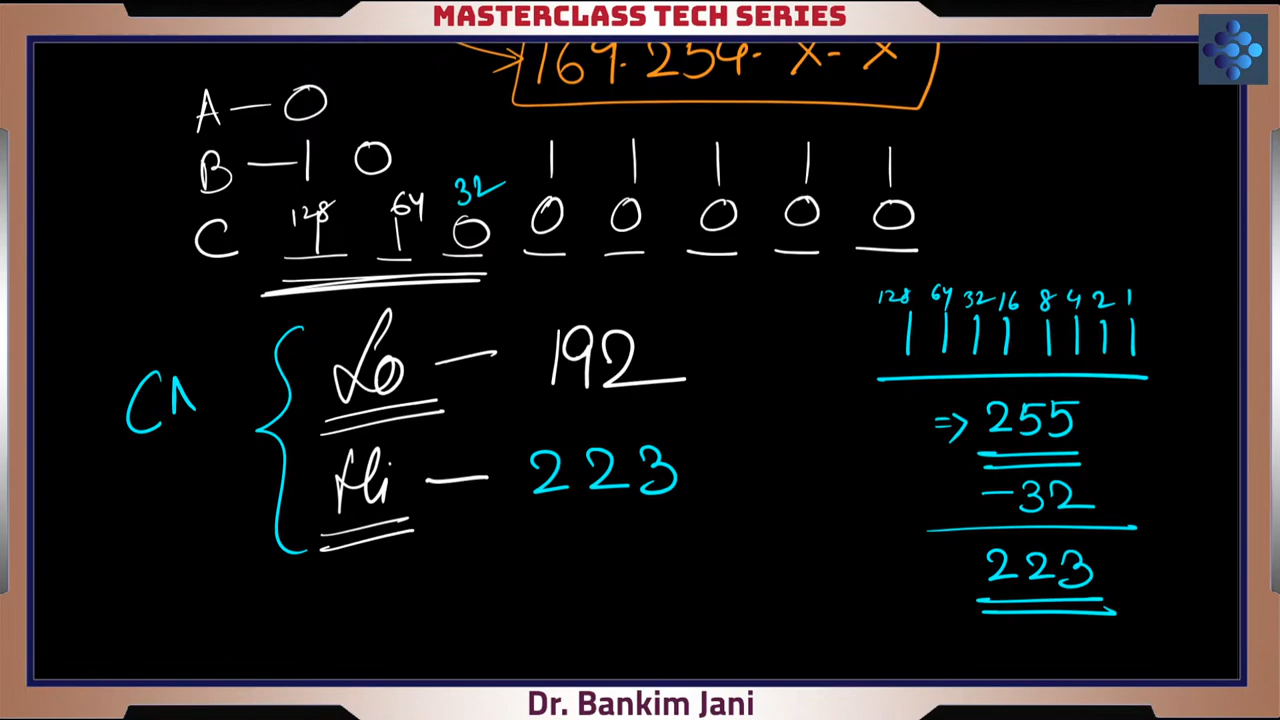 MASTERCLASS TECH SERIES
169.254.x.x
A — 0
B — 1 0 1 1 1 1 1
128 64 32
C 1 1 0 0 0 0 0 0
128 64 32 16 8 4 2 1
1 1 1 1 1 1 1 1
Lo — 192
=> 255
Hi — 223
-32
223
Dr. Bankim Jani